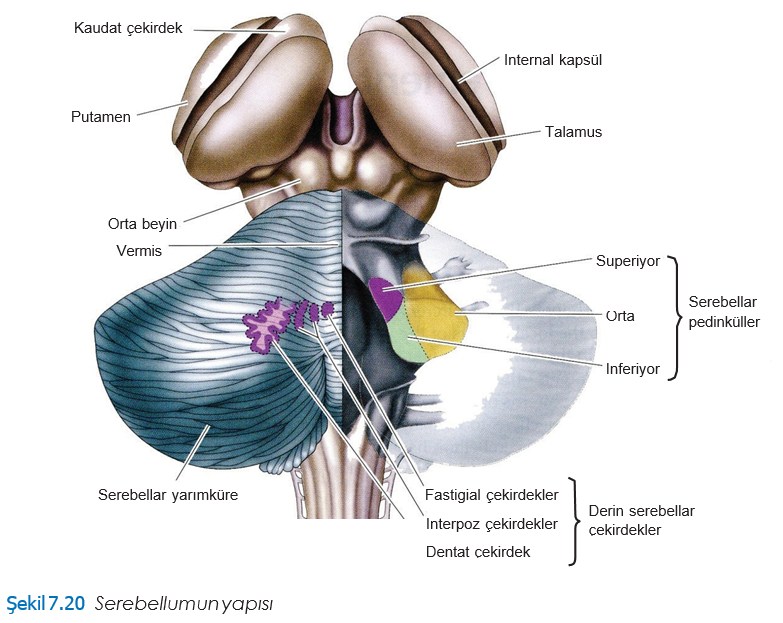 Kaudat çekirdek
Internal kapsül
Putamen
Talamus
Orta beyin
Vermis
Superiyor
Orta
Inferiyor
Serebellar
pedinküller
Serebellar yarımküre
Fastigial çekirdekler
Interpoz çekirdekler
Dentat çekirdek
Derin serebellar
çekirdekler
Şekil 7.20 Serebellumun yapısı